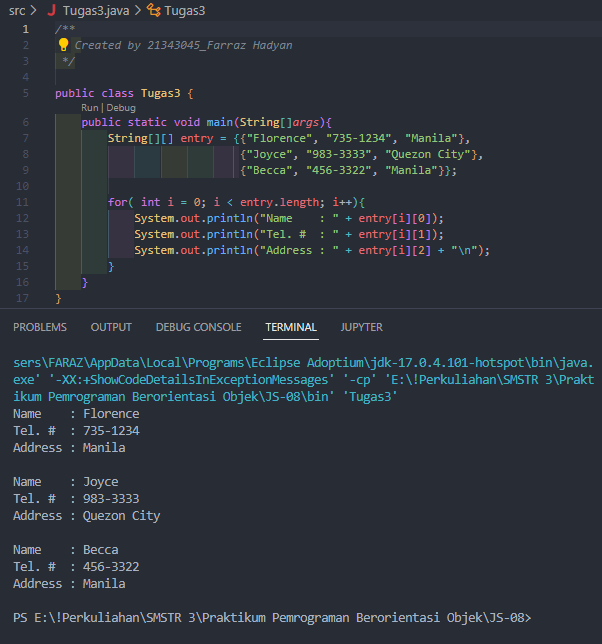 src > J Tugas3.java > Tugas3
1 /**
2 Created by 21343045_Farraz Hadyan
3 */
4
5 public class Tugas3 {
Run | Debug
6 public static void main(String[]args){
7 String[][] entry = {{"Florence", "735-1234", "Manila"},
8 {"Joyce", "983-3333", "Quezon City"},
9 {"Becca", "456-3322", "Manila"}};
10
11 for( int i = 0; i < entry.length; i++){
12 System.out.println("Name    : " + entry[i][0]);
13 System.out.println("Tel. #  : " + entry[i][1]);
14 System.out.println("Address : " + entry[i][2] + "\n");
15 }
16 }
17 }
PROBLEMS OUTPUT DEBUG CONSOLE TERMINAL JUPYTER
sers\FARAZ\AppData\Local\Programs\Eclipse Adoptium\jdk-17.0.4.101-hotspot\bin\java.
exe' '-XX:+ShowCodeDetailsInExceptionMessages' '-cp' 'E:\!Perkuliahan\SMSTR 3\Prakt
ikum Pemrograman Berorientasi Objek\JS-08\bin' 'Tugas3'
Name    : Florence
Tel. #  : 735-1234
Address : Manila
Name    : Joyce
Tel. #  : 983-3333
Address : Quezon City
Name    : Becca
Tel. #  : 456-3322
Address : Manila
PS E:\!Perkuliahan\SMSTR 3\Praktikum Pemrograman Berorientasi Objek\JS-08>